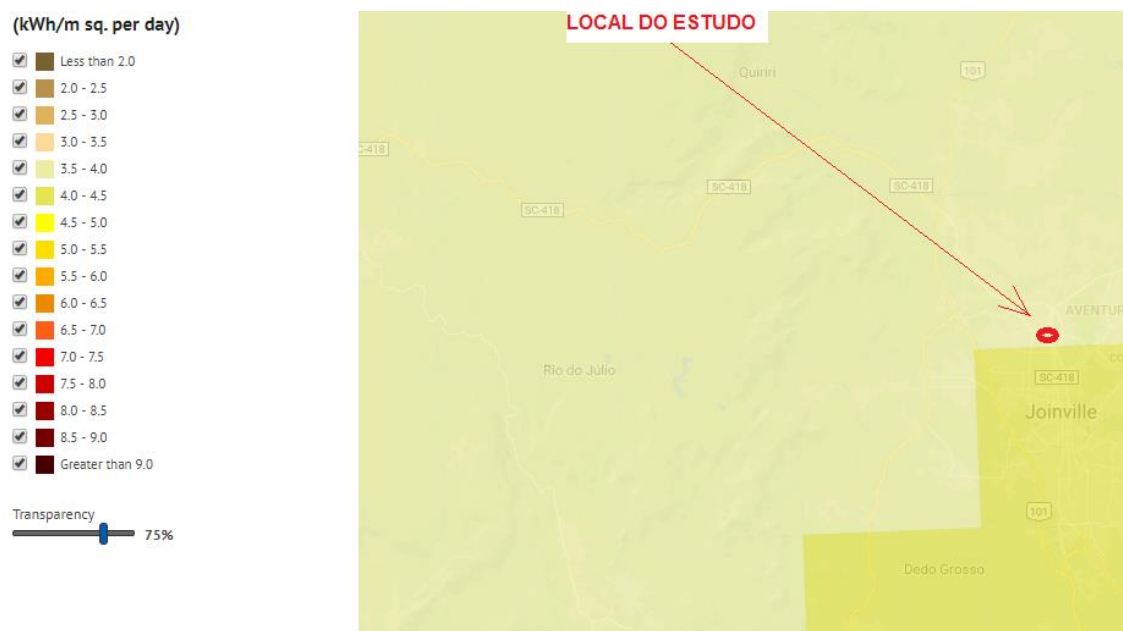 (kWh/m sq. per day)
Less than 2.0
2.0 - 2.5
2.5 - 3.0
3.0 - 3.5
3.5 - 4.0
4.0 - 4.5
4.5 - 5.0
5.0 - 5.5
5.5 - 6.0
6.0 - 6.5
6.5 - 7.0
7.0 - 7.5
7.5 - 8.0
8.0 - 8.5
8.5 - 9.0
Greater than 9.0
Transparency
75%
LOCAL DO ESTUDO
Quiriri
101
SC-418
SC-418
SC-418
SC-418
AVENTUR
Rio do Júlio
SC-418
Joinville
101
Dedo Grosso